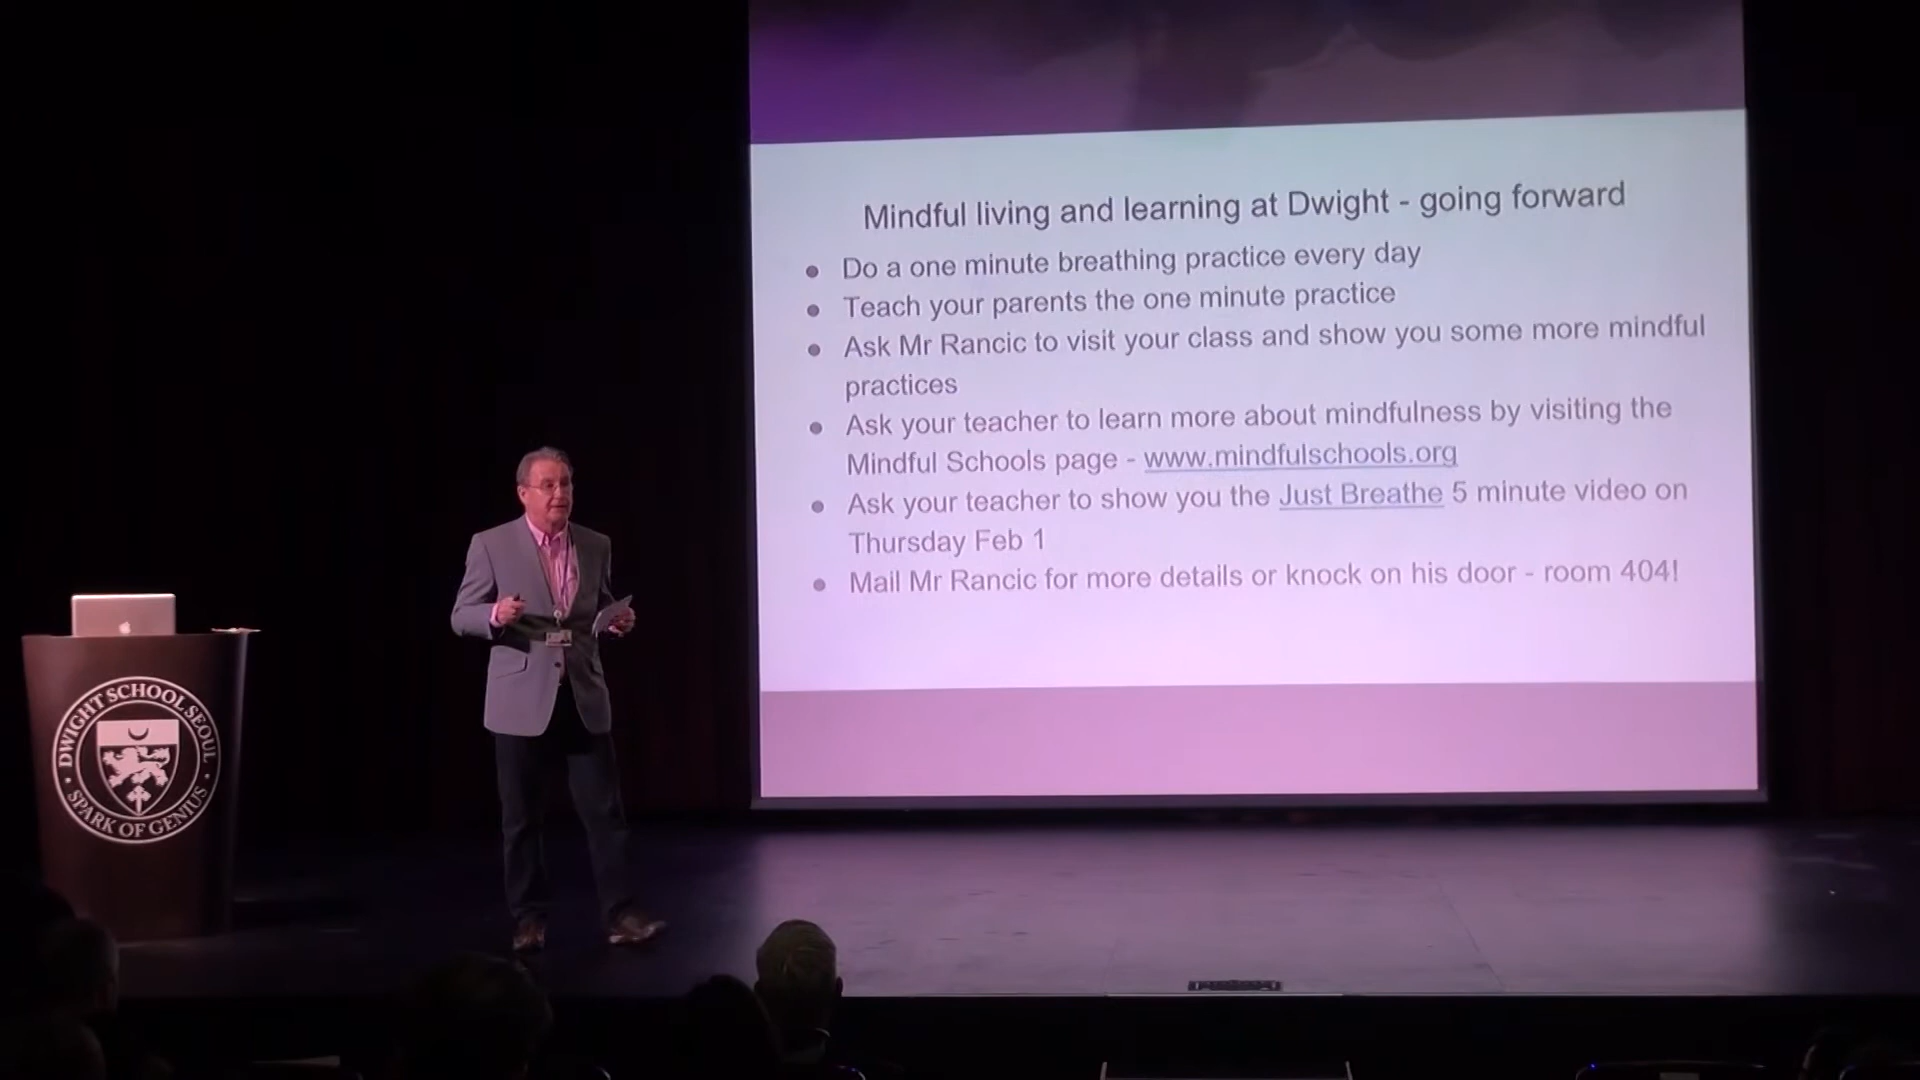 Mindful living and learning at Dwight - going forward
● Do a one minute breathing practice every day
● Teach your parents the one minute practice
● Ask Mr Rancic to visit your class and show you some more mindful
practices
● Ask your teacher to learn more about mindfulness by visiting the
Mindful Schools page - www.mindfulschools.org
● Ask your teacher to show you the Just Breathe 5 minute video on
Thursday Feb 1
● Mail Mr Rancic for more details or knock on his door - room 404!
DWIGHT SCHOOL SEOUL
SPARK OF GENIUS